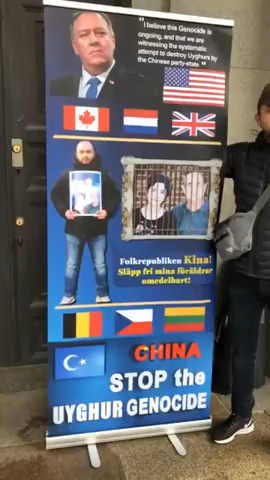 "I believe this Genocide is
ongoing, and that we are
witnessing the systematic
attempt to destroy Uyghurs by
the Chinese party-state."
Folkrepubliken Kina!
Släpp fri mina föräldrar
omedelbart!
CHINA
STOP the
UYGHUR GENOCIDE